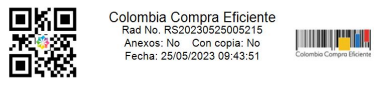 Colombia Compra Eficiente
Rad No. RS20230525005215
Anexos: No Con copia: No
Fecha: 25/05/2023 09:43:51
Colombia Compra Eficiente